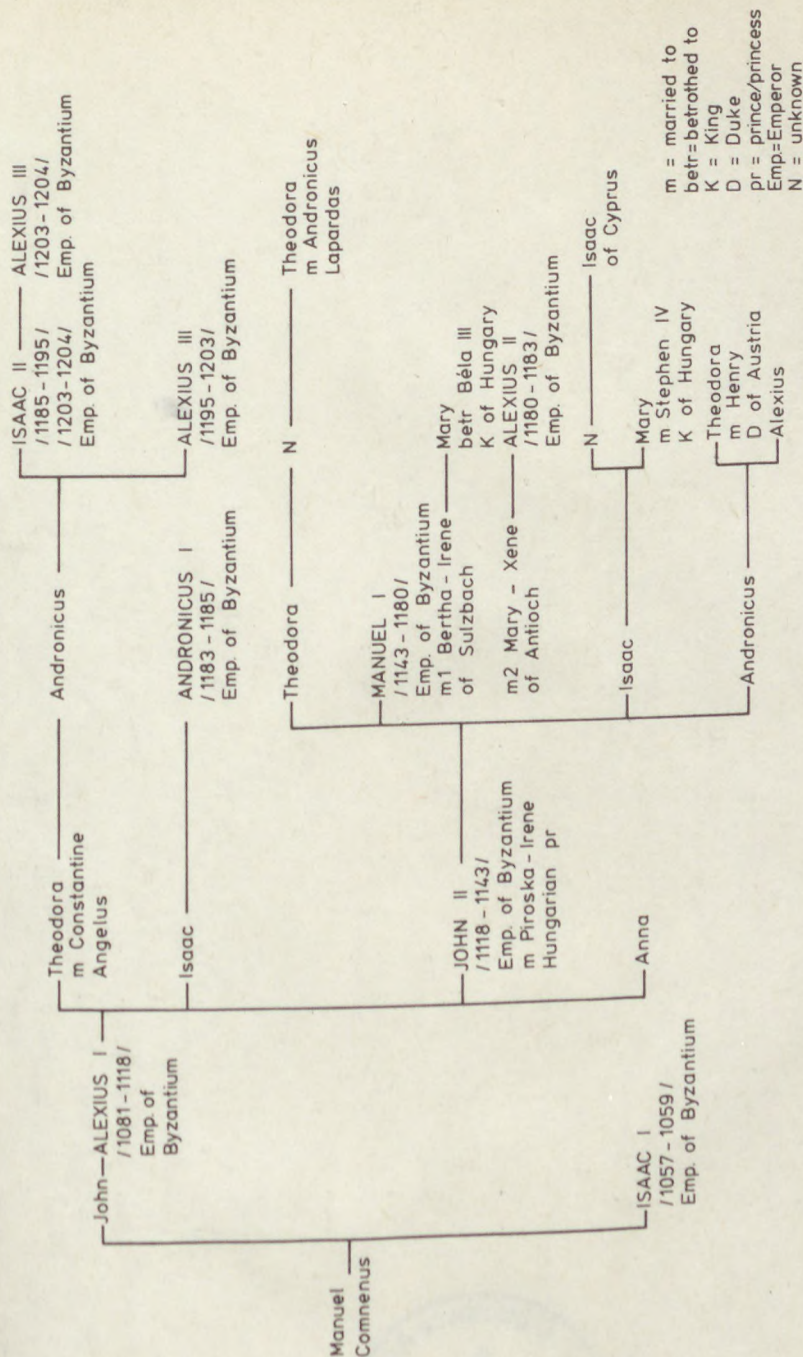 Manuel
Comnenus
John
ALEXIUS I
/1081-1118/
Emp. of
Byzantium
ISAAC I
/1057-1059/
Emp. of Byzantium
Theodora
m Constantine
Angelus
Isaac
JOHN II
/1118-1143/
Emp. of Byzantium
m Piroska-Irene
Hungarian pr
Anna
Andronicus
ANDRONICUS I
/1183-1185/
Emp. of Byzantium
Theodora
MANUEL I
/1143-1180/
Emp. of Byzantium
m1 Bertha-Irene
of Sulzbach
m2 Mary - Xene
of Antioch
Isaac
Andronicus
ISAAC II
/1185-1195/
/1203-1204/
Emp. of Byzantium
ALEXIUS III
/1195-1203/
Emp. of Byzantium
N
Mary
betr Béla III
K of Hungary
ALEXIUS II
/1180-1183/
Emp. of Byzantium
N
Mary
m Stephen IV
K of Hungary
Theodora
m Henry
D of Austria
Alexius
ALEXIUS III
/1203-1204/
Emp. of Byzantium
Theodora
m Andronicus
Lapardas
Isaac
of Cyprus
m = married to
betr=betrothed to
K = King
D = Duke
pr = prince/princess
Emp.=Emperor
N = unknown